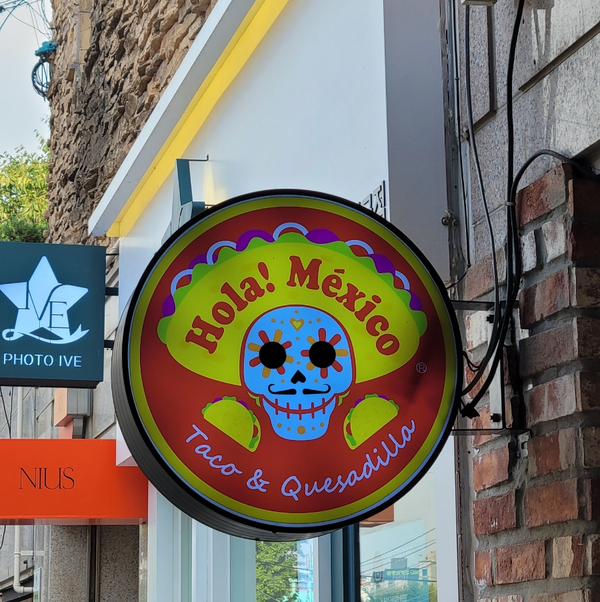 Hola! México
®
Taco & Quesadilla
IVE
PHOTO IVE
NIUS